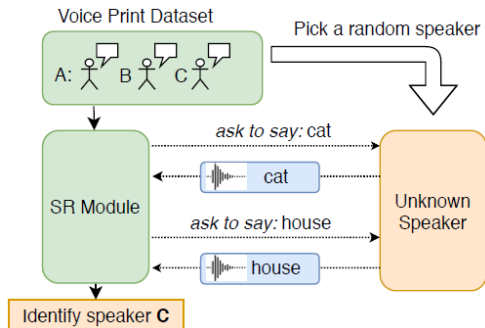 Voice Print Dataset
Pick a random speaker
A: B C
ask to say: cat
cat
SR Module
Unknown
Speaker
ask to say: house
house
Identify speaker C